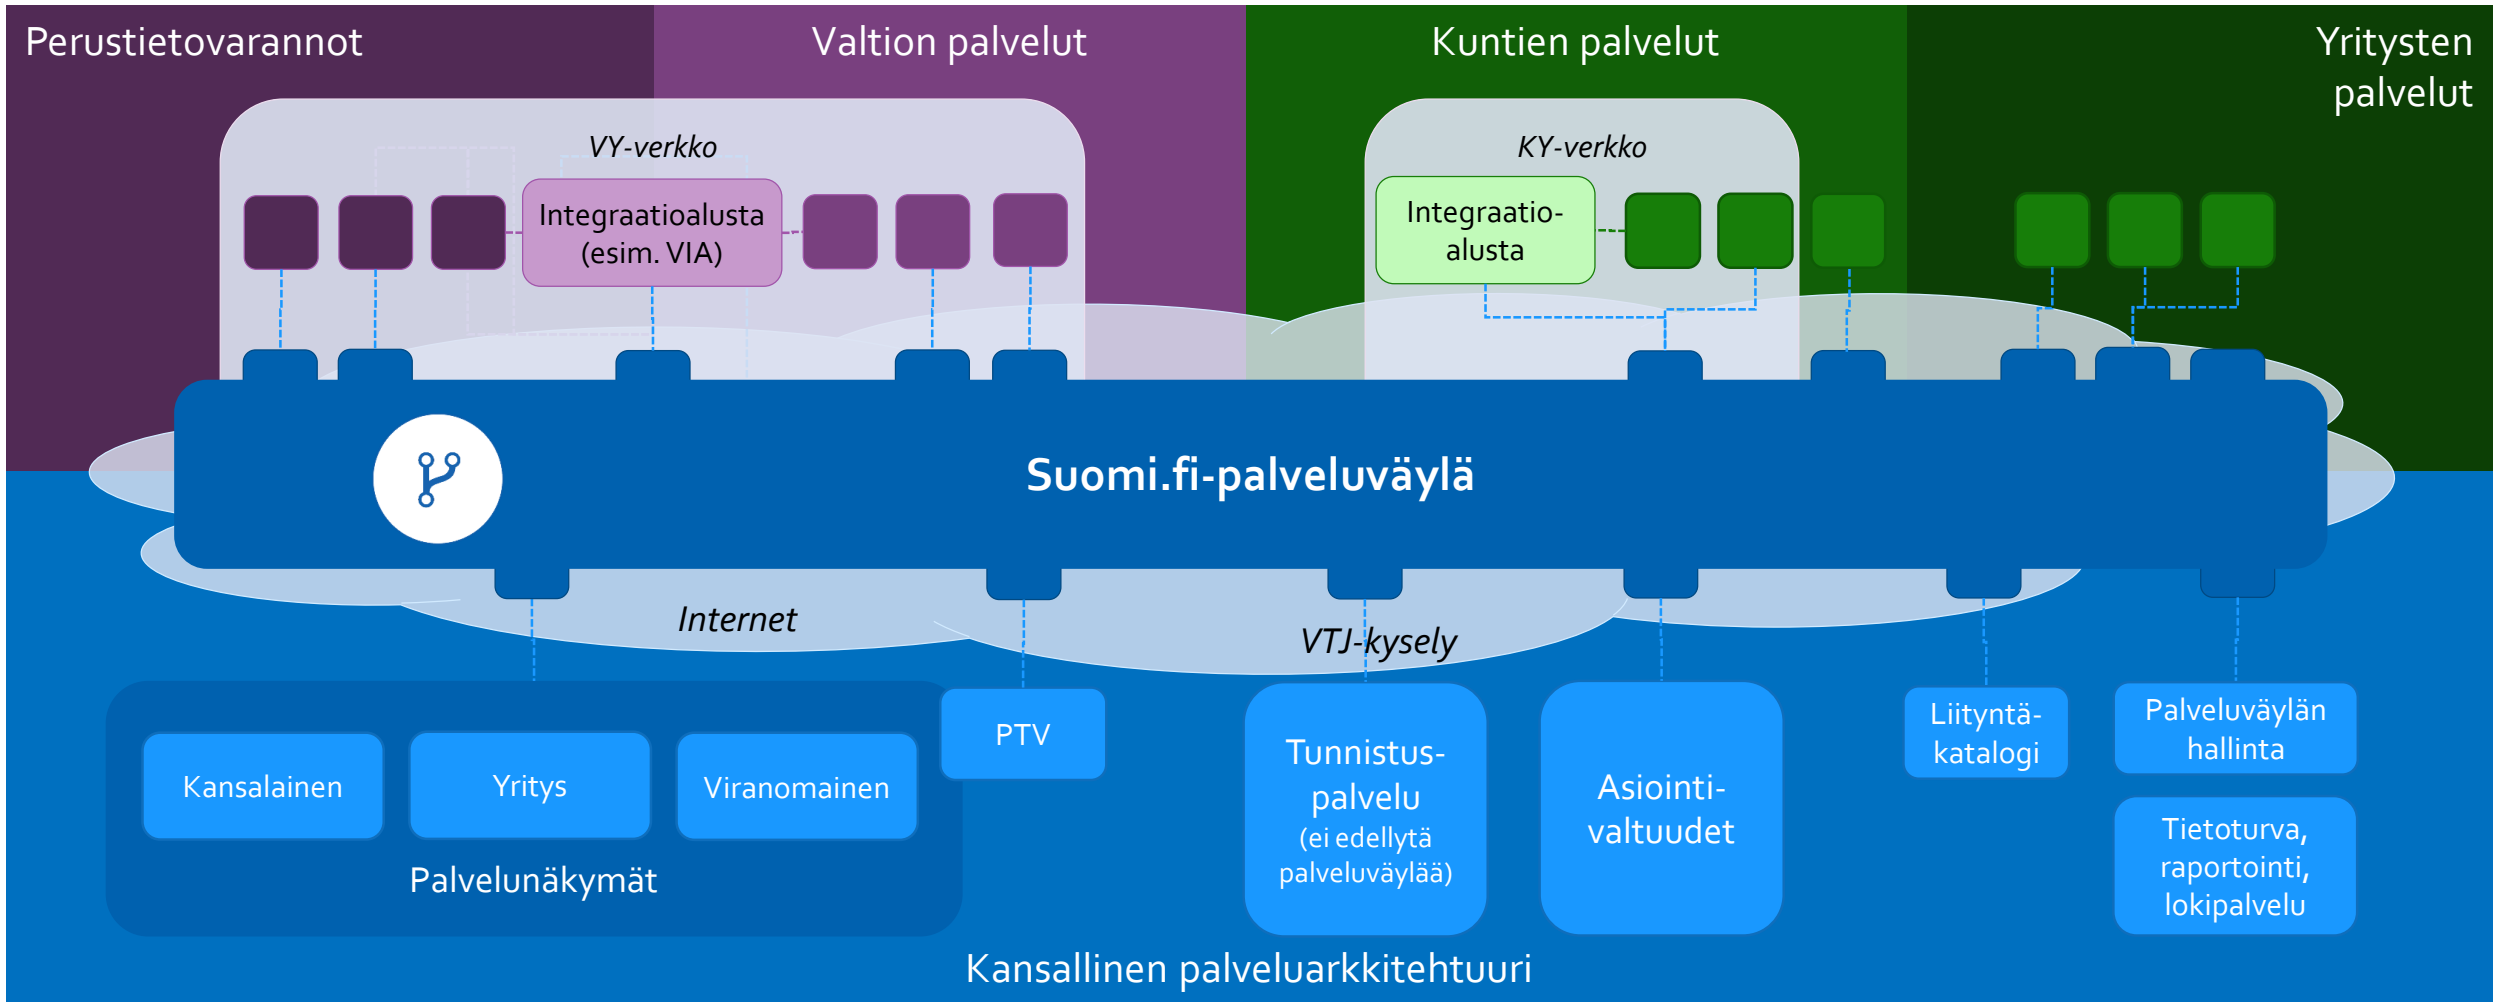 Perustietovarannot
Valtion palvelut
Kuntien palvelut
Yritysten
palvelut
VY-verkko
KY-verkko
Integraatioalusta
(esim. VIA)
Integraatio-
alusta
Suomi.fi-palveluväylä
Internet
VTJ-kysely
Kansalainen
Yritys
Viranomainen
Palvelunäkymät
PTV
Tunnistus-
palvelu
(ei edellytä
palveluväylää)
Asiointi-
valtuudet
Liityntä-
katalogi
Palveluväylän
hallinta
Tietoturva,
raportointi,
lokipalvelu
Kansallinen palveluarkkitehtuuri